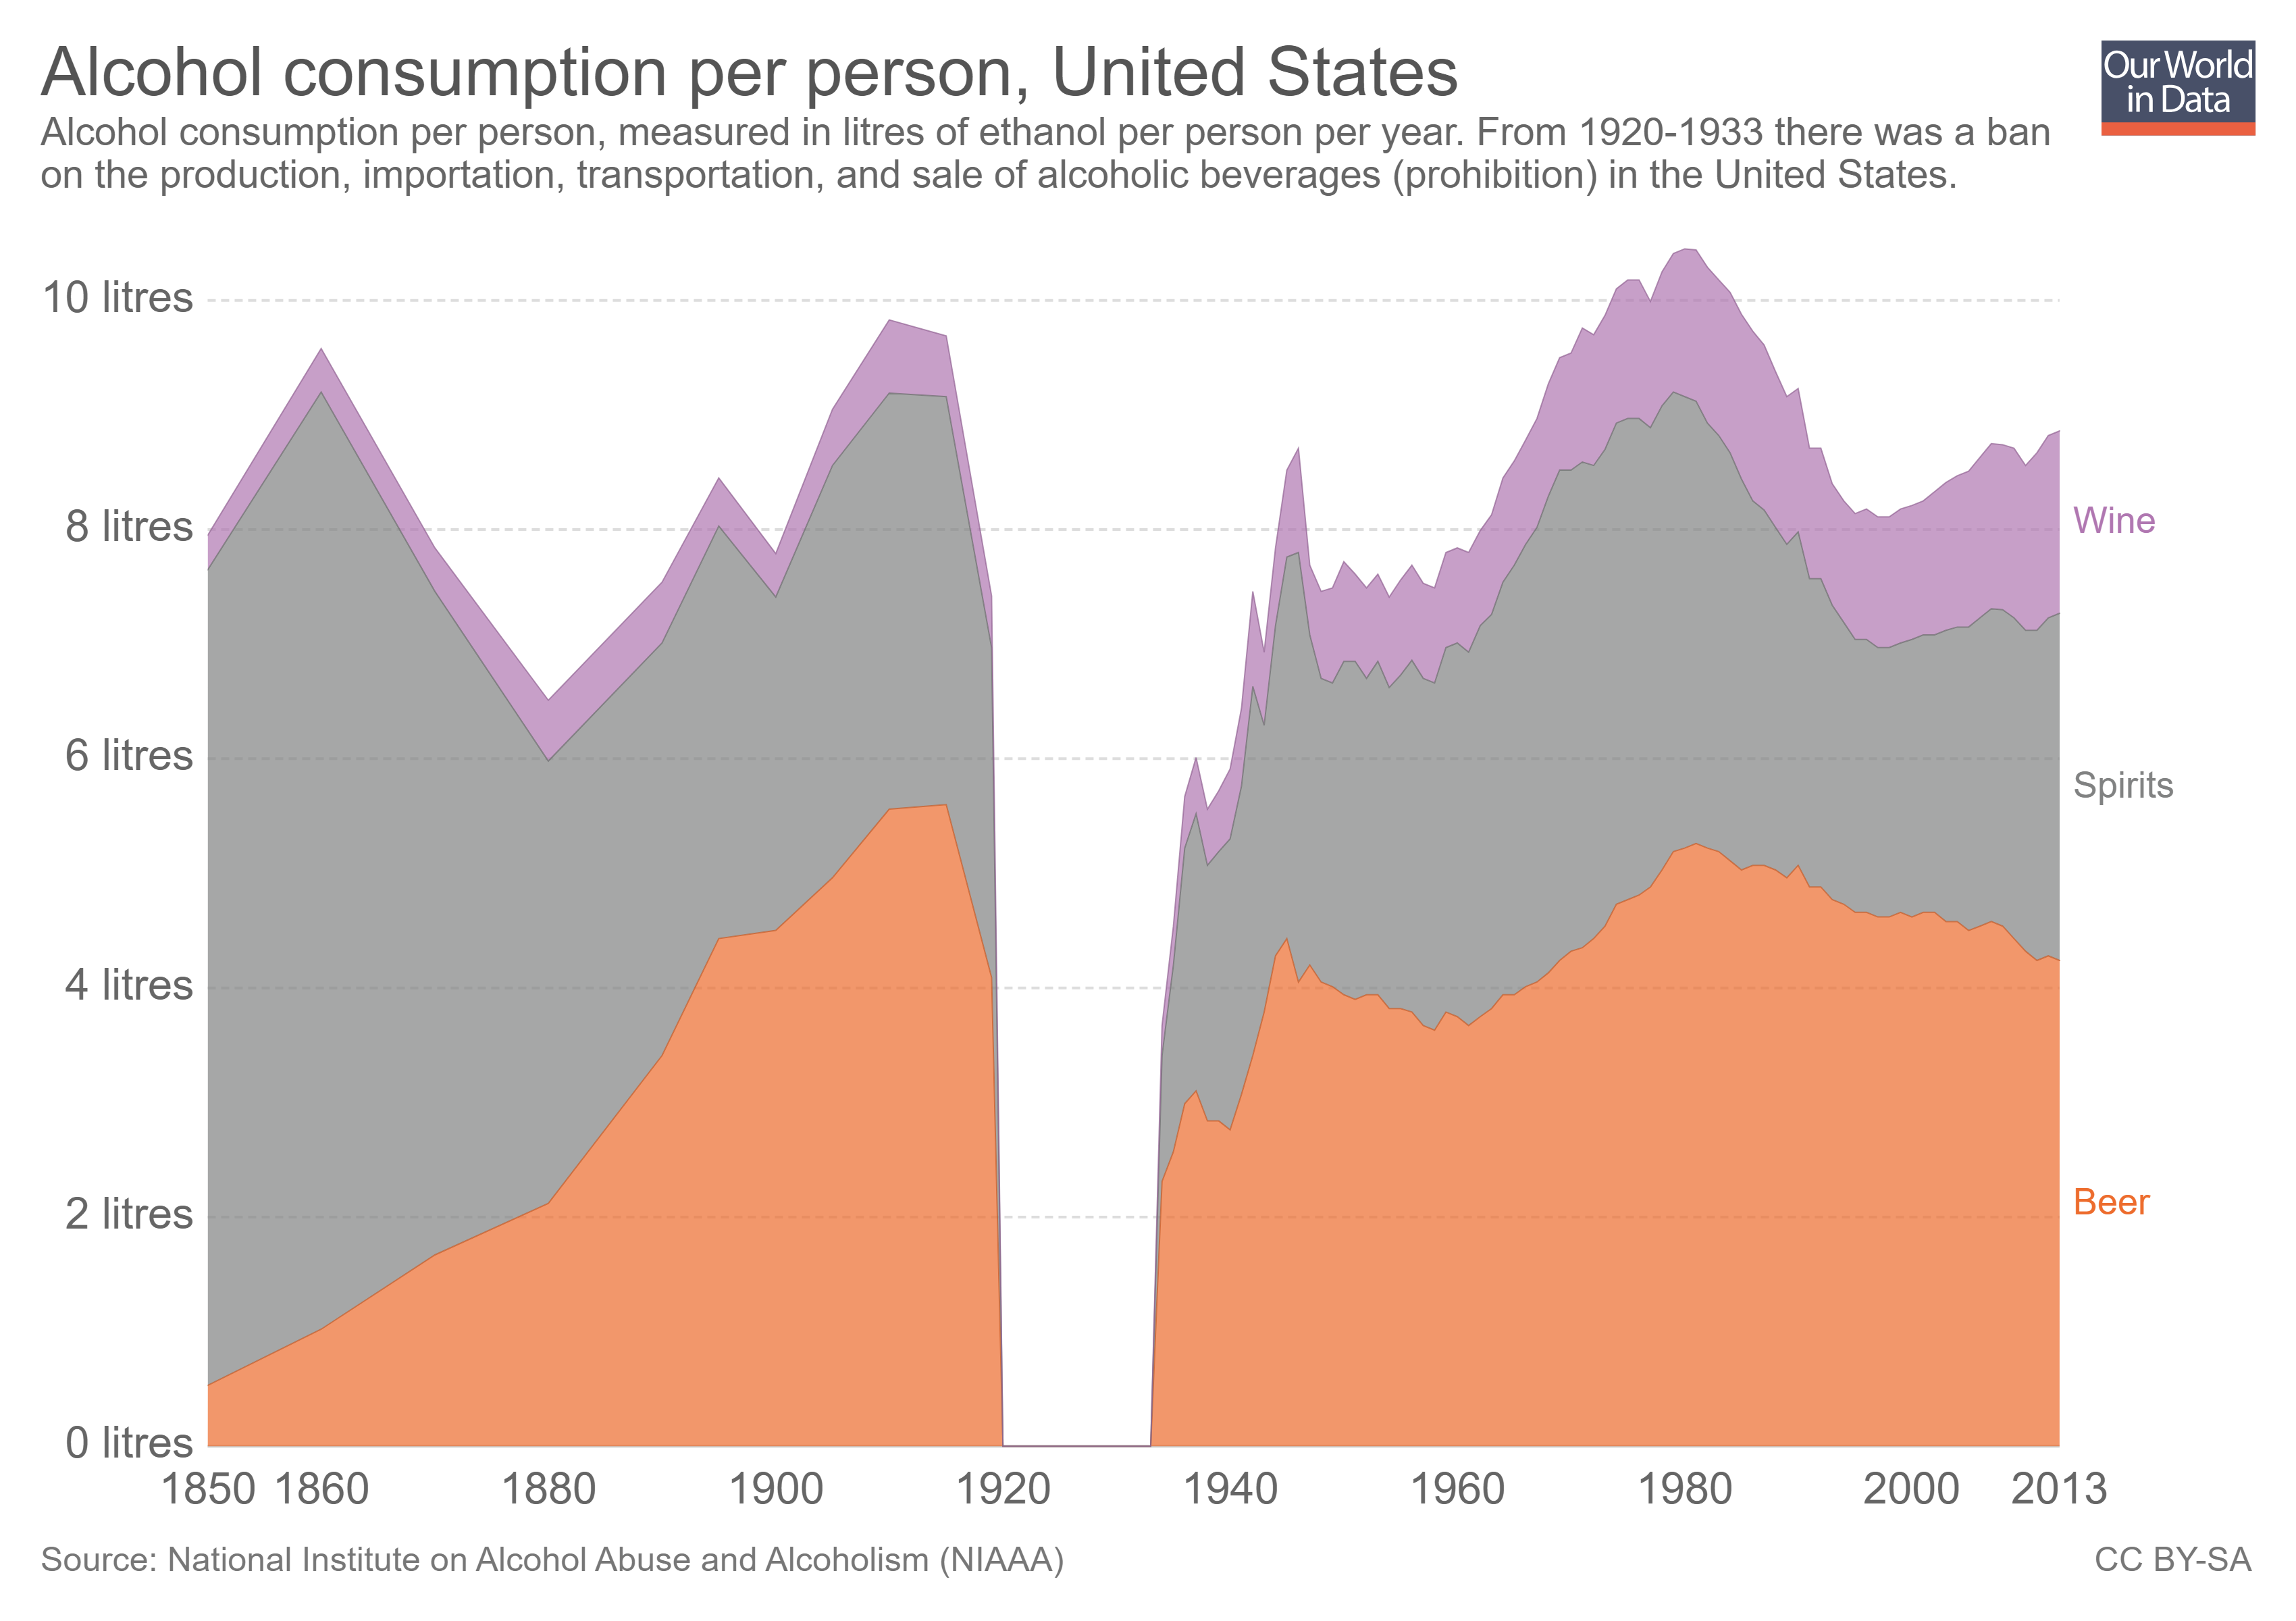 Alcohol consumption per person, United States
Alcohol consumption per person, measured in litres of ethanol per person per year. From 1920-1933 there was a ban
on the production, importation, transportation, and sale of alcoholic beverages (prohibition) in the United States.
Our World
in Data
10 litres
8 litres
6 litres
4 litres
2 litres
0 litres
Wine
Spirits
Beer
1850 1860 1880 1900 1920 1940 1960 1980 2000 2013
Source: National Institute on Alcohol Abuse and Alcoholism (NIAAA)
CC BY-SA